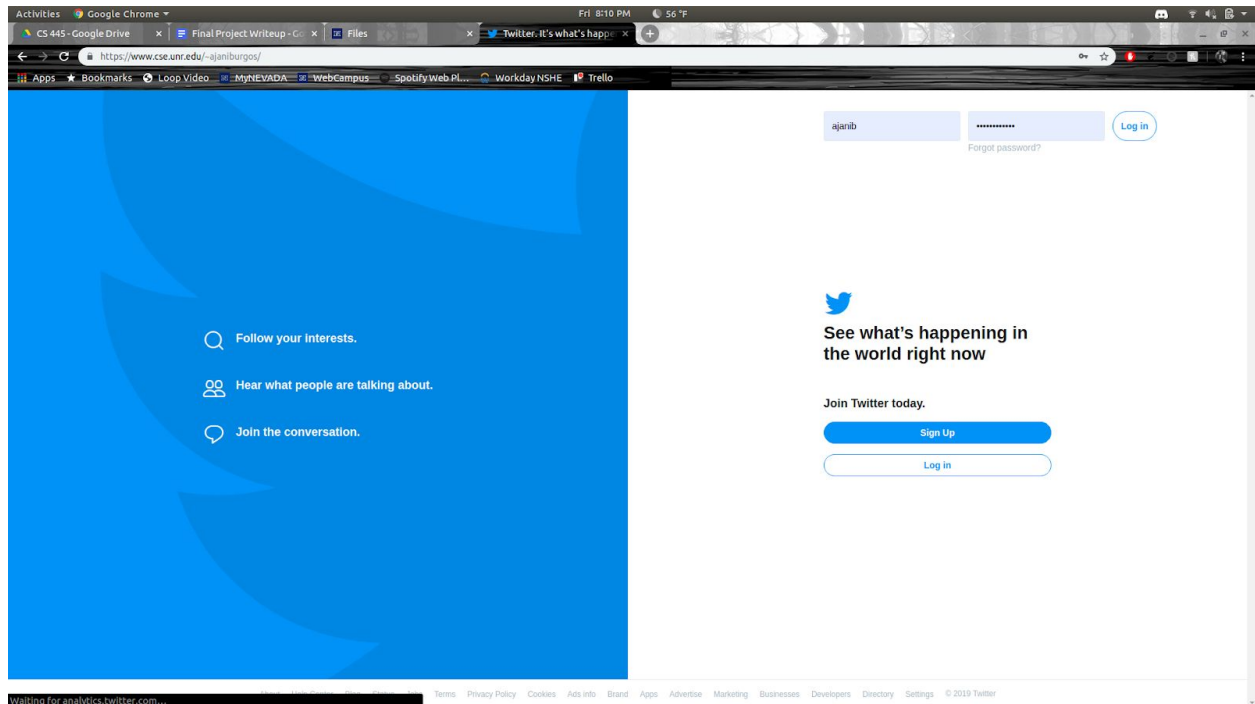 Activities Google Chrome Fri 8:10 PM 56 °F
CS 445 - Google Drive Final Project Writeup - Go Files Twitter. It's what's happe
https://www.cse.unr.edu/~ajaniburgos/
Apps Bookmarks Loop Video MyNEVADA WebCampus Spotify Web Pl... Workday NSHE Trello
ajanib •••••••••••• Log in
Forgot password?
See what's happening in
the world right now
Follow your interests.
Hear what people are talking about.
Join the conversation.
Join Twitter today.
Sign Up
Log in
Waiting for analytics.twitter.com...
Terms Privacy Policy Cookies Ads info Brand Apps Advertise Marketing Businesses Developers Directory Settings © 2019 Twitter